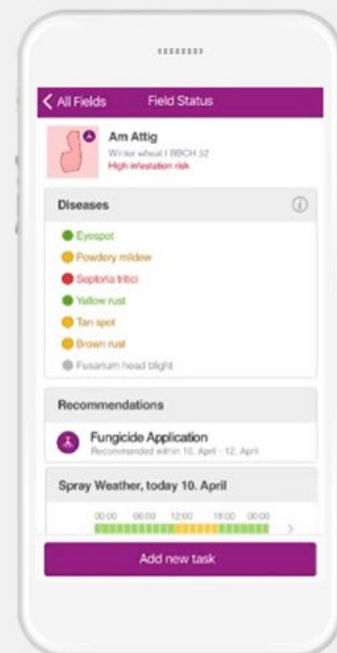 All Fields
Field Status
Am Attig
Winter wheat I BBCH 32
High infestation risk
Diseases
Eyespot
Powdery mildew
Septoria tritici
Yellow rust
Tan spot
Brown rust
Fusarium head blight
Recommendations
Fungicide Application
Recommended within 10. April - 12. April
Spray Weather, today 10. April
00:00 06:00 12:00 18:00 00:00
Add new task